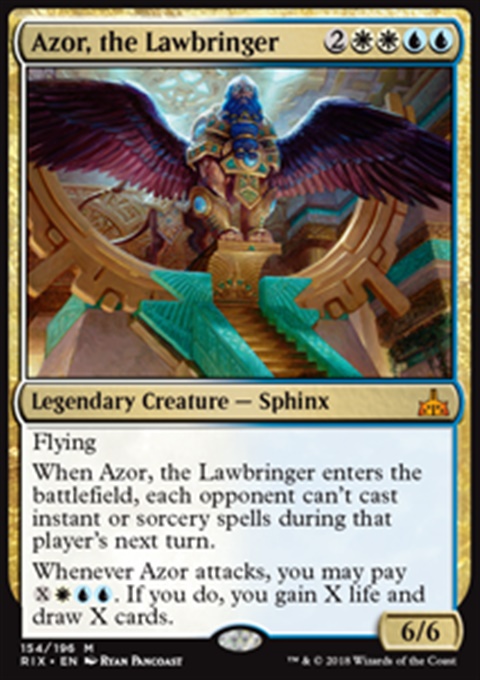 Azor, the Lawbringer 2
Legendary Creature — Sphinx
Flying
When Azor, the Lawbringer enters the
battlefield, each opponent can't cast
instant or sorcery spells during that
player's next turn.
Whenever Azor attacks, you may pay
X. If you do, you gain X life and
draw X cards.
6/6
154/196 M
RIX • EN Ryan Pancoast
™ & © 2018 Wizards of the Coast